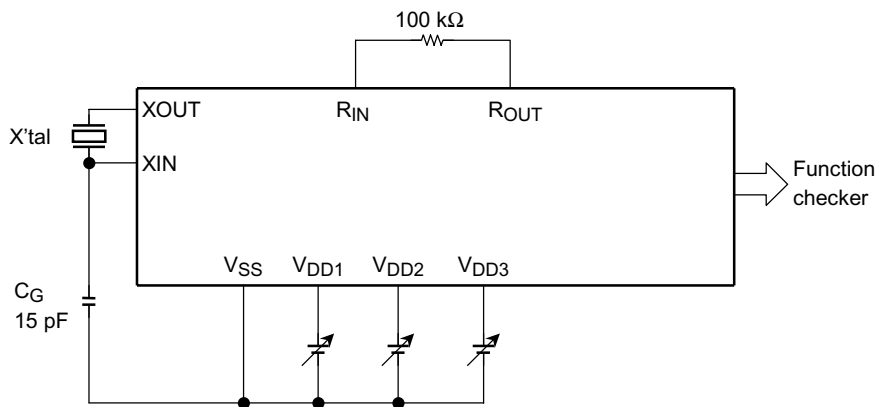 100 kΩ
XOUT
RIN
ROUT
X'tal
XIN
Function
checker
VSS
VDD1
VDD2
VDD3
CG
15 pF